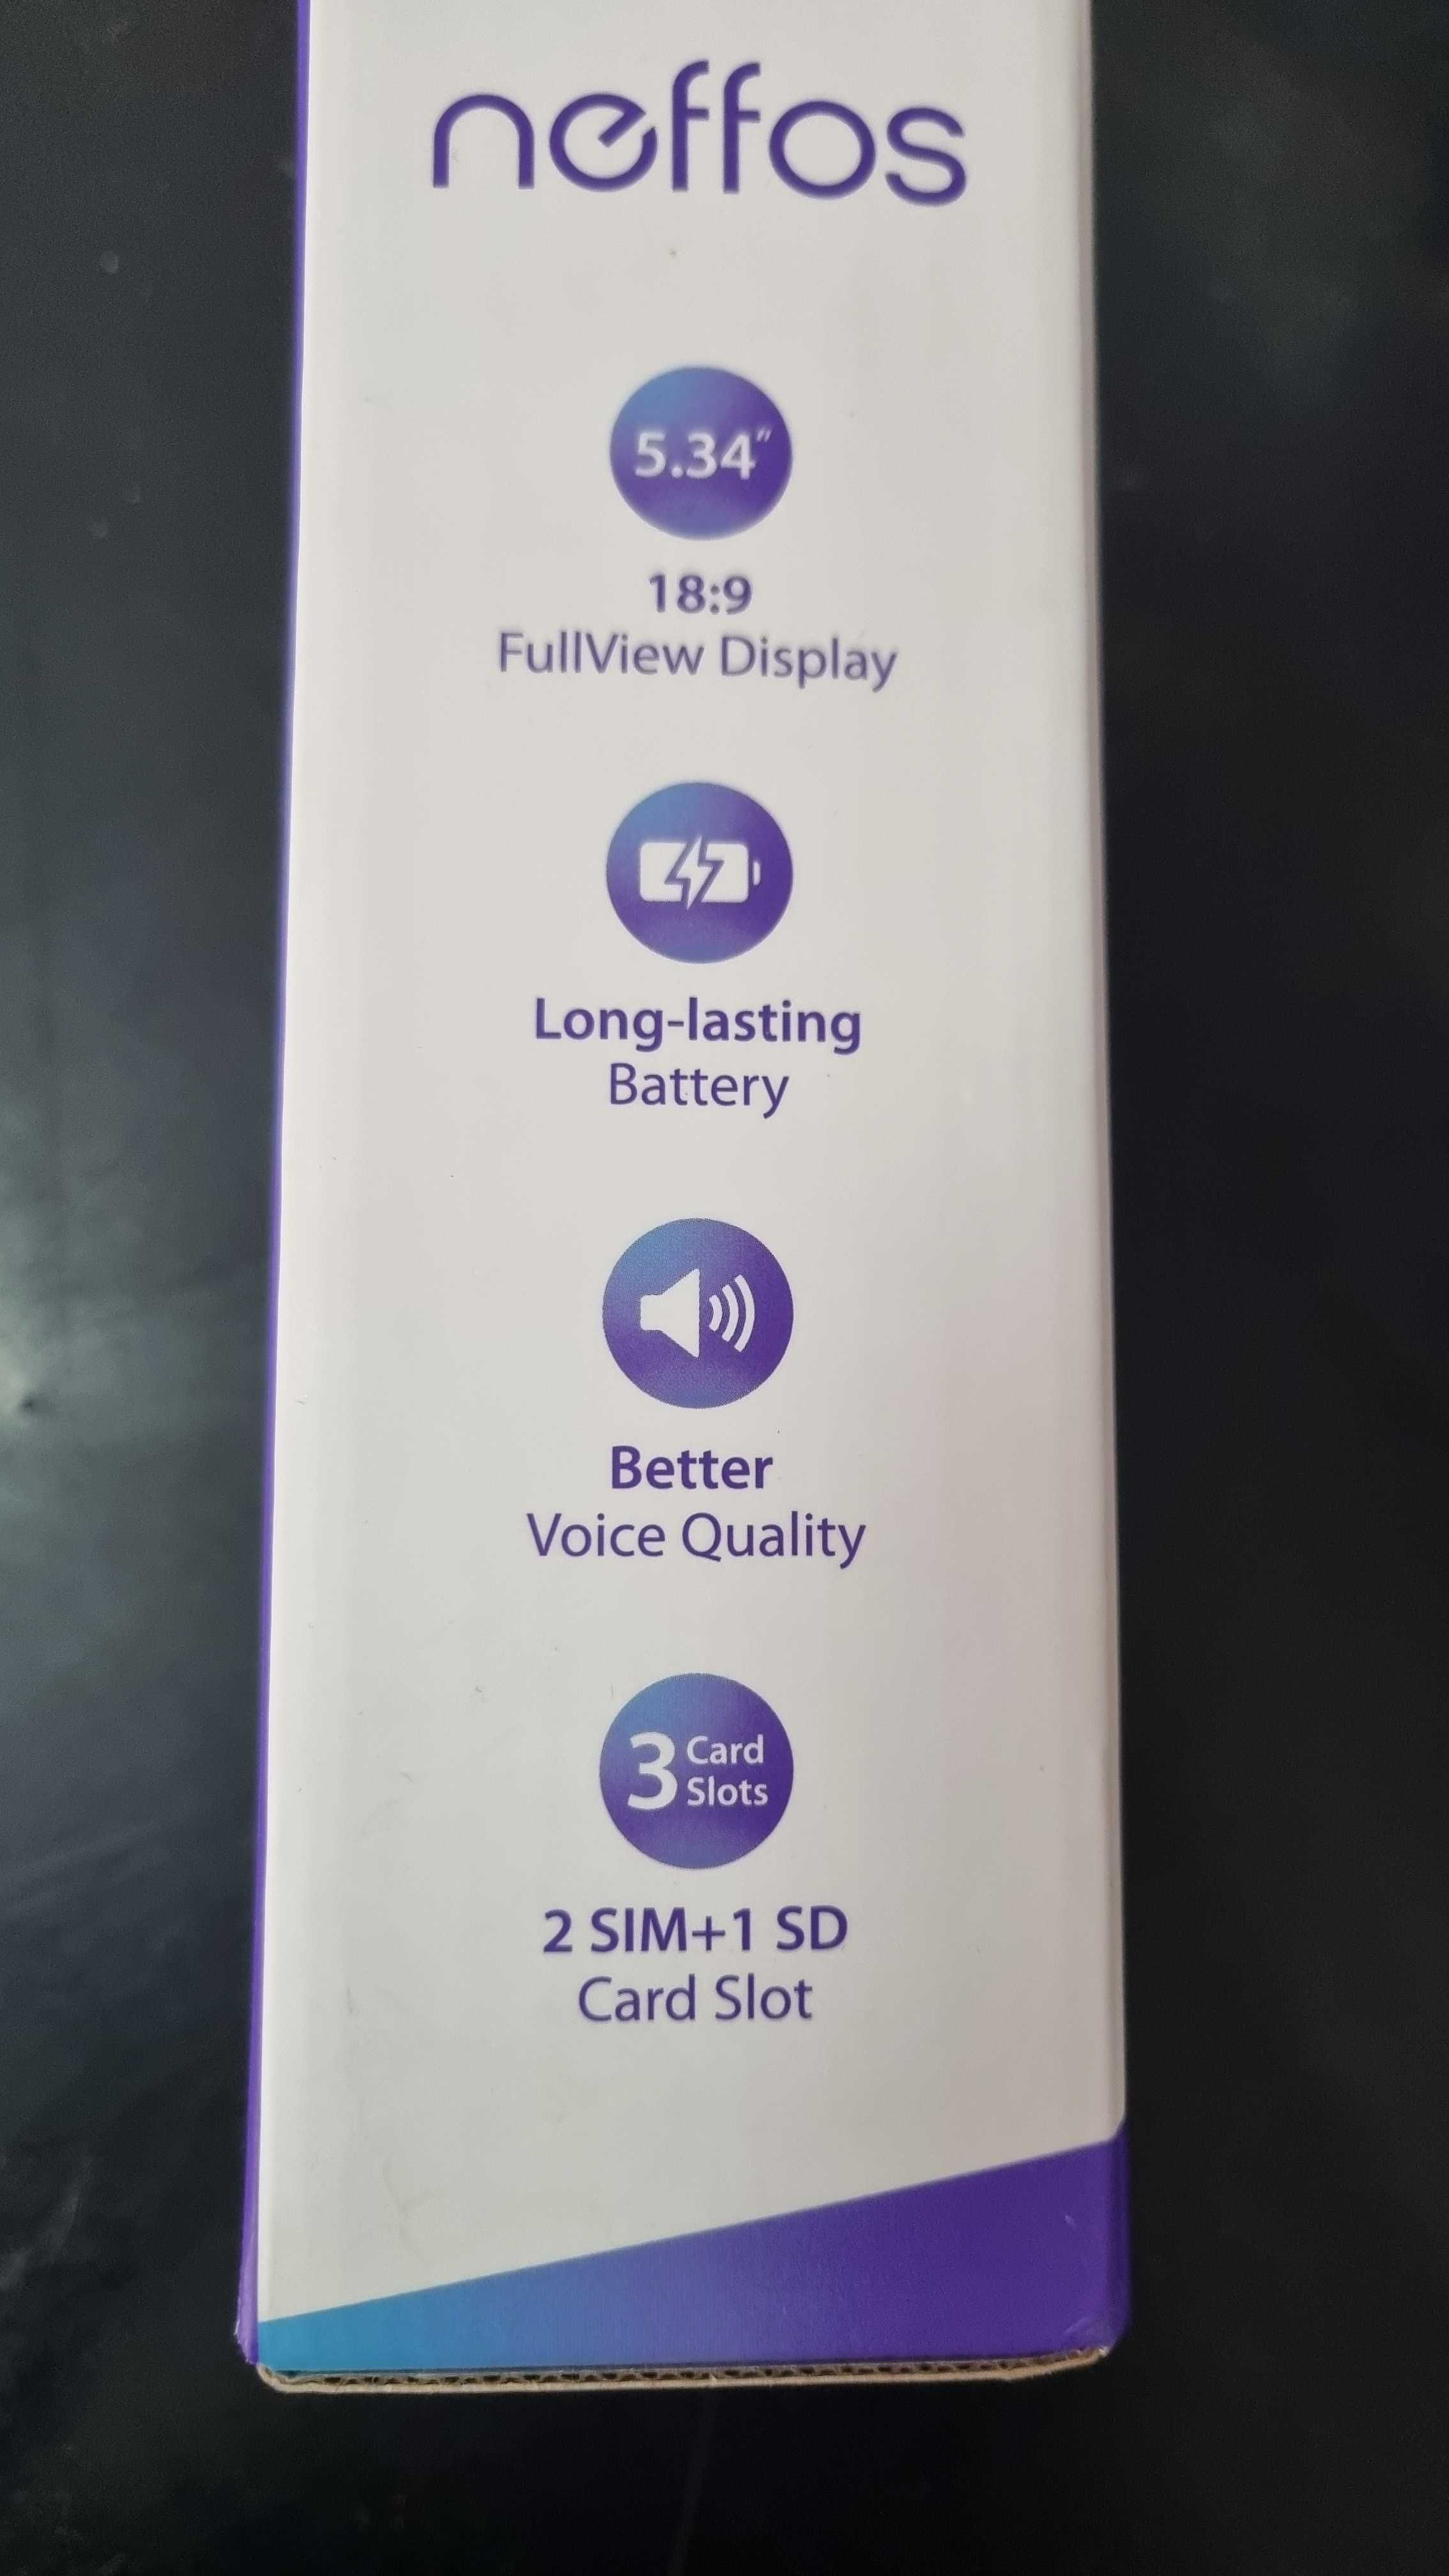 neffos
5.34"
18:9
FullView Display
Long-lasting
Battery
Better
Voice Quality
3 Card
Slots
2 SIM+1 SD
Card Slot